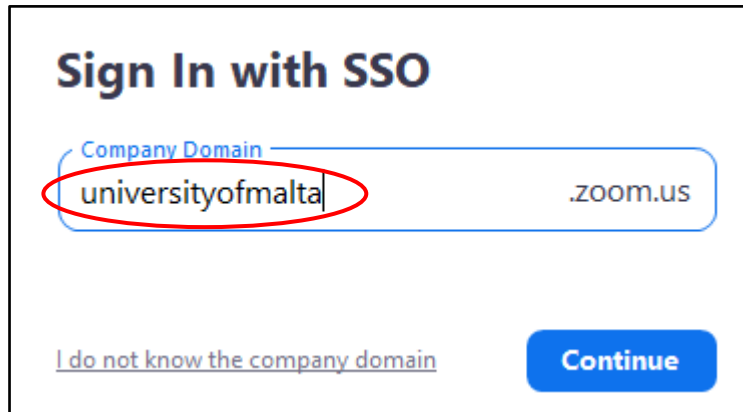 Sign In with SSO
Company Domain
universityofmalta .zoom.us
I do not know the company domain Continue